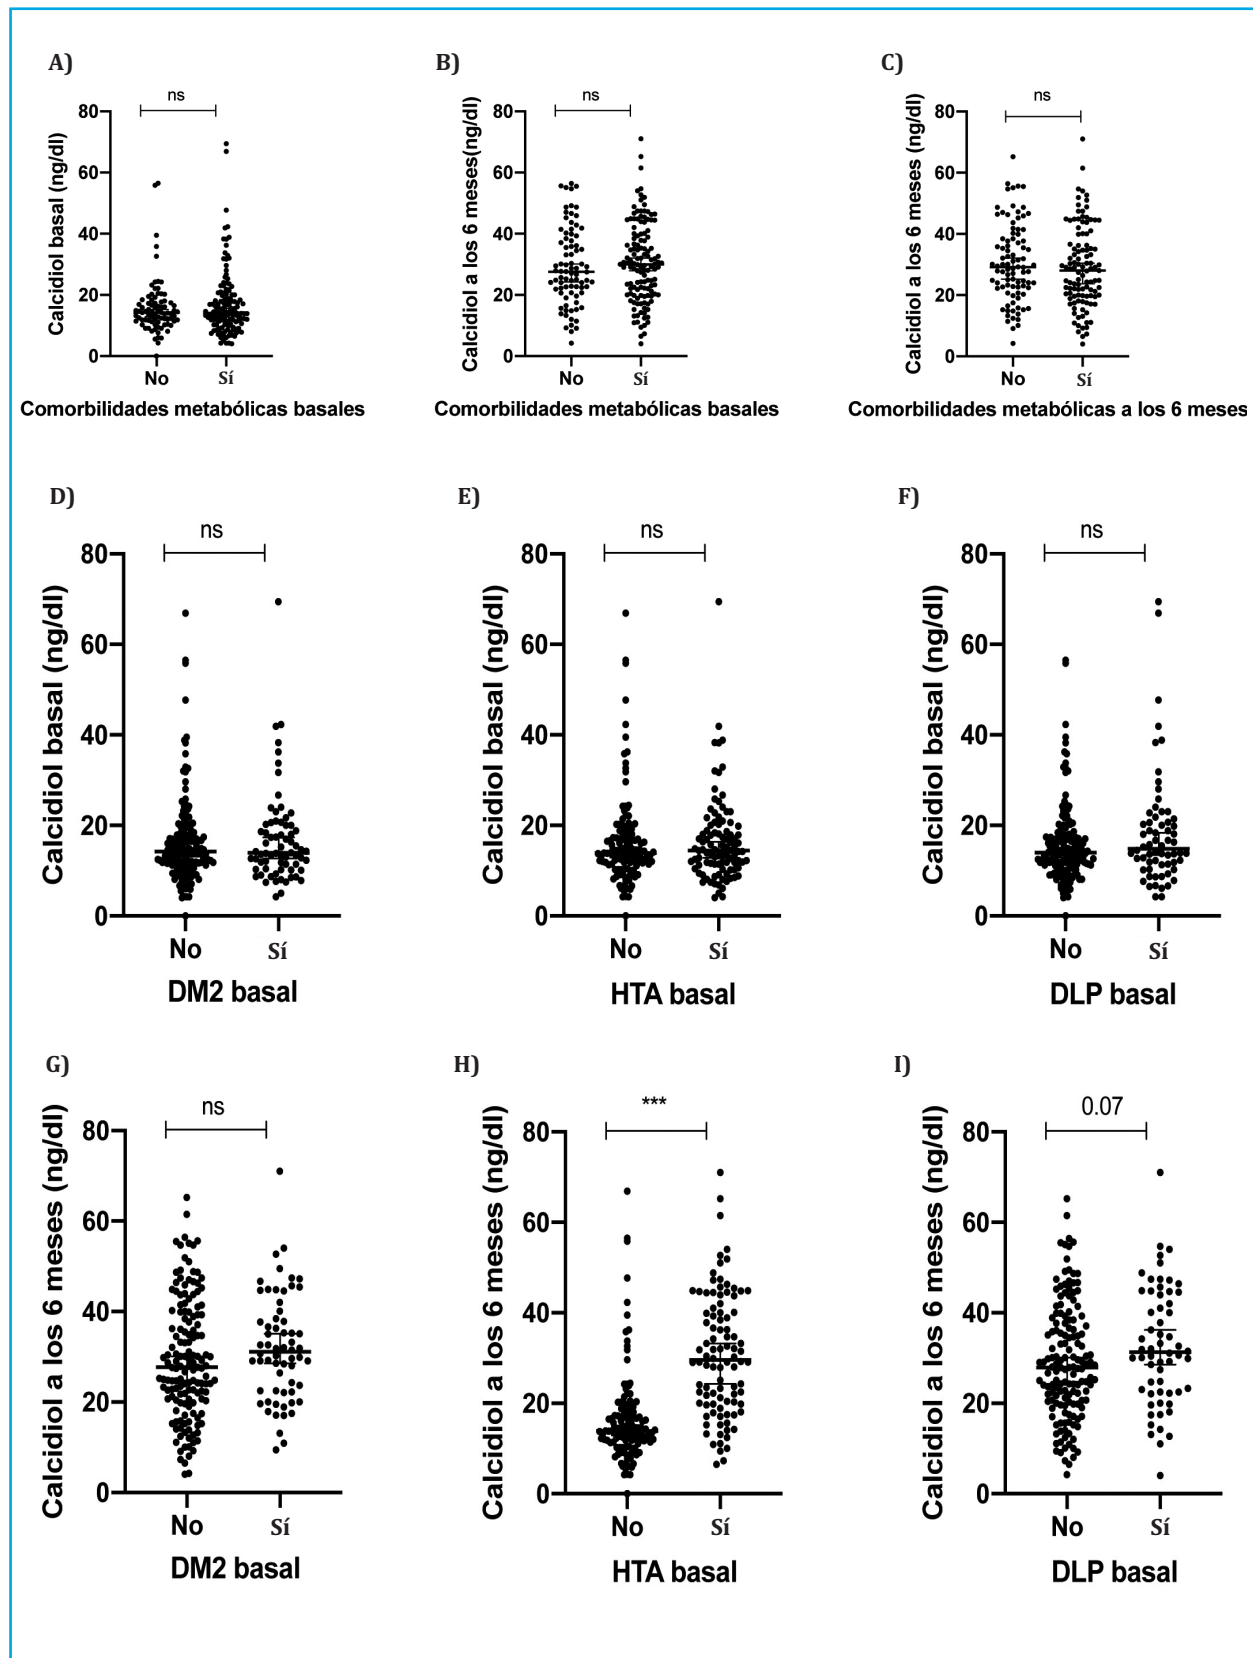 A)
B)
C)
ns
ns
ns
Calcidiol basal (ng/dl)
80
60
40
20
0
No
Sí
Comorbilidades metabólicas basales
Calcidiol a los 6 meses(ng/dl)
80
60
40
20
0
No
Sí
Comorbilidades metabólicas basales
Calcidiol a los 6 meses (ng/dl)
80
60
40
20
0
No
Sí
Comorbilidades metabólicas a los 6 meses
D)
E)
F)
ns
ns
ns
Calcidiol basal (ng/dl)
80
60
40
20
0
No
Sí
DM2 basal
Calcidiol basal (ng/dl)
80
60
40
20
0
No
Sí
HTA basal
Calcidiol basal (ng/dl)
80
60
40
20
0
No
Sí
DLP basal
G)
H)
I)
ns
***
0.07
Calcidiol a los 6 meses (ng/dl)
80
60
40
20
0
No
Sí
DM2 basal
Calcidiol a los 6 meses (ng/dl)
80
60
40
20
0
No
Sí
HTA basal
Calcidiol a los 6 meses (ng/dl)
80
60
40
20
0
No
Sí
DLP basal